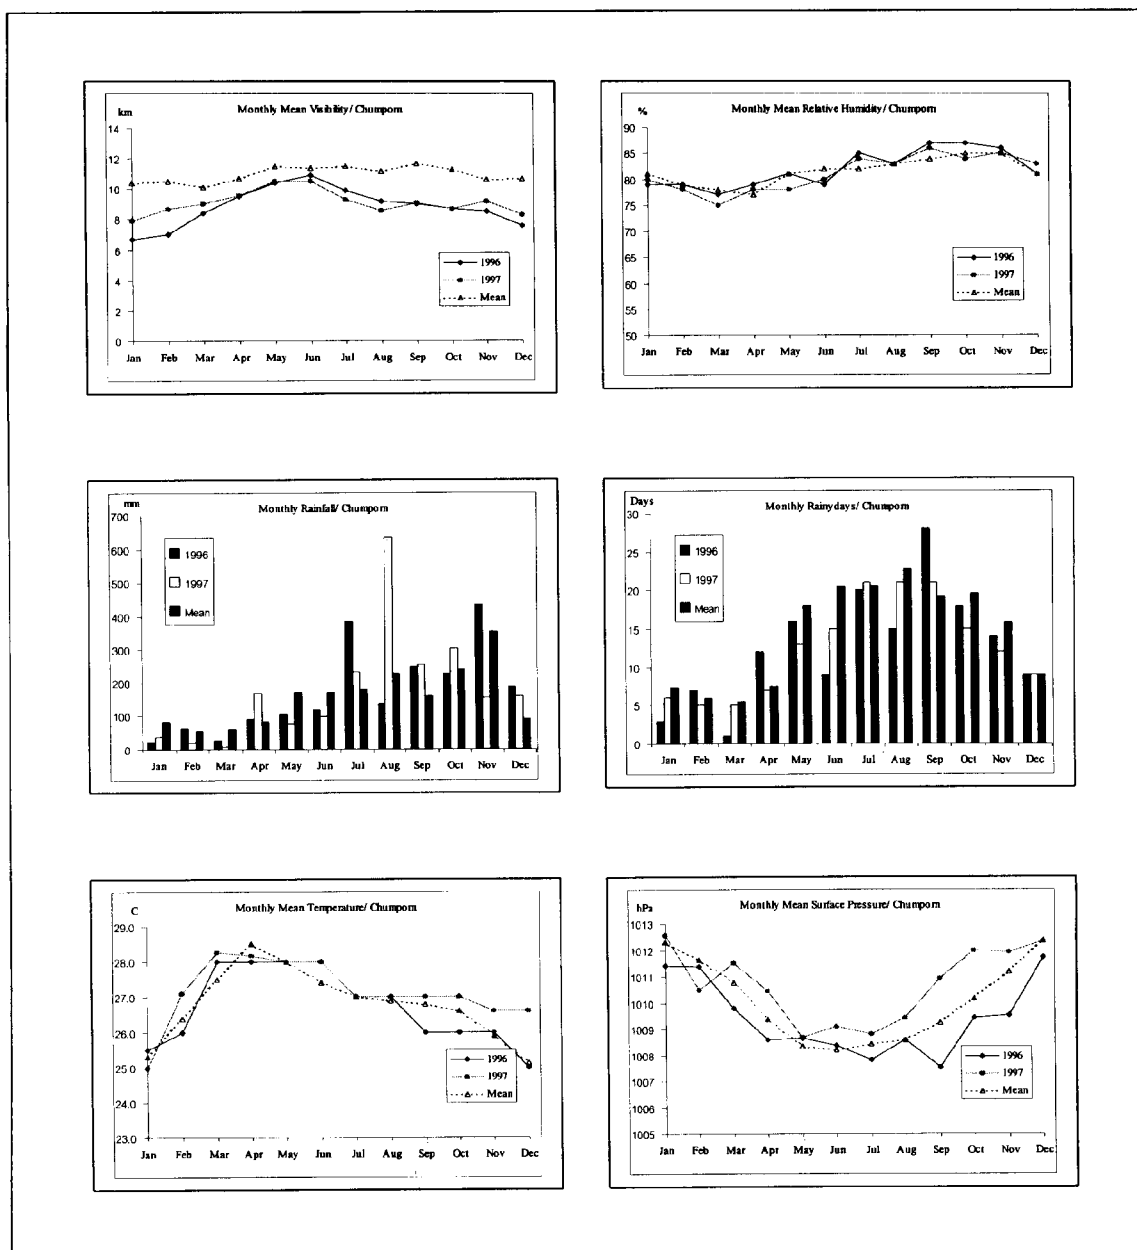 Monthly Mean Visibility/ Chumporn
km
14
12
10
8
6
4
2
0
Jan Feb Mar Apr May Jun Jul Aug Sep Oct Nov Dec
1996
1997
Mean
Monthly Mean Relative Humidity/ Chumporn
%
90
85
80
75
70
65
60
55
50
Jan Feb Mar Apr May Jun Jul Aug Sep Oct Nov Dec
1996
1997
Mean
Monthly Rainfall/ Chumporn
mm
700
600
500
400
300
200
100
0
Jan Feb Mar Apr May Jun Jul Aug Sep Oct Nov Dec
1996
1997
Mean
Monthly Rainydays/ Chumporn
Days
30
25
20
15
10
5
0
Jan Feb Mar Apr May Jun Jul Aug Sep Oct Nov Dec
1996
1997
Mean
Monthly Mean Temperature/ Chumporn
C
29.0
28.0
27.0
26.0
25.0
24.0
23.0
Jan Feb Mar Apr May Jun Jul Aug Sep Oct Nov Dec
1996
1997
Mean
Monthly Mean Surface Pressure/ Chumporn
hPa
1013
1012
1011
1010
1009
1008
1007
1006
1005
Jan Feb Mar Apr May Jun Jul Aug Sep Oct Nov Dec
1996
1997
Mean